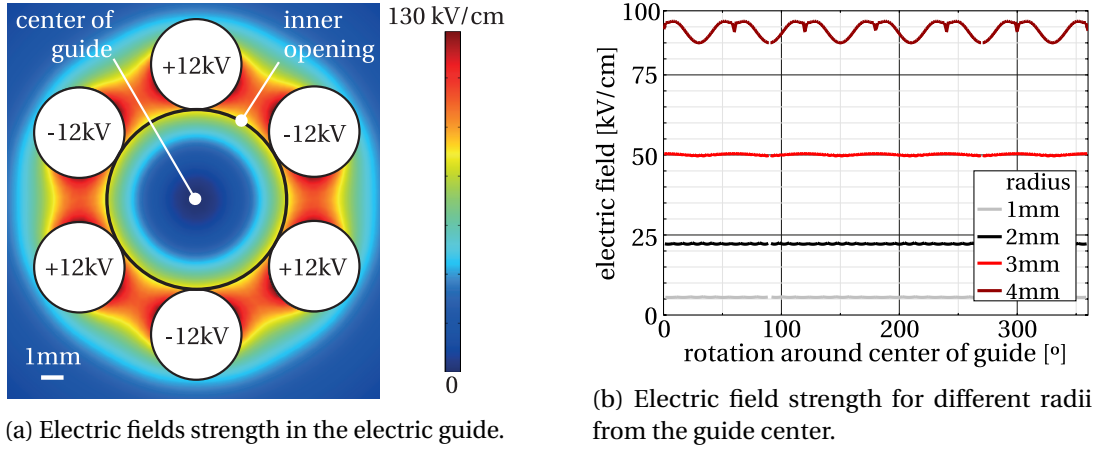 center of
guide
inner
opening
130 kV/cm
+12kV
-12kV
-12kV
+12kV
+12kV
-12kV
1mm
0
(a) Electric fields strength in the electric guide.
electric field [kV/cm]
100
75
50
25
0
radius
1mm
2mm
3mm
4mm
0 100 200 300
rotation around center of guide [º]
(b) Electric field strength for different radii
from the guide center.